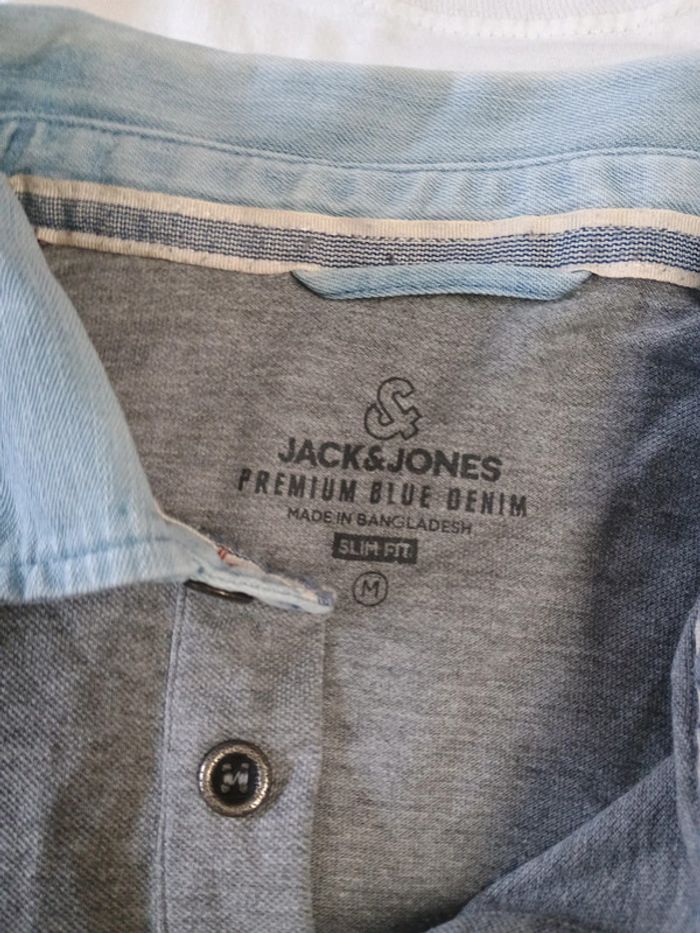 &
JACK&JONES
PREMIUM BLUE DENIM
MADE IN BANGLADESH
SLIM FIT
M